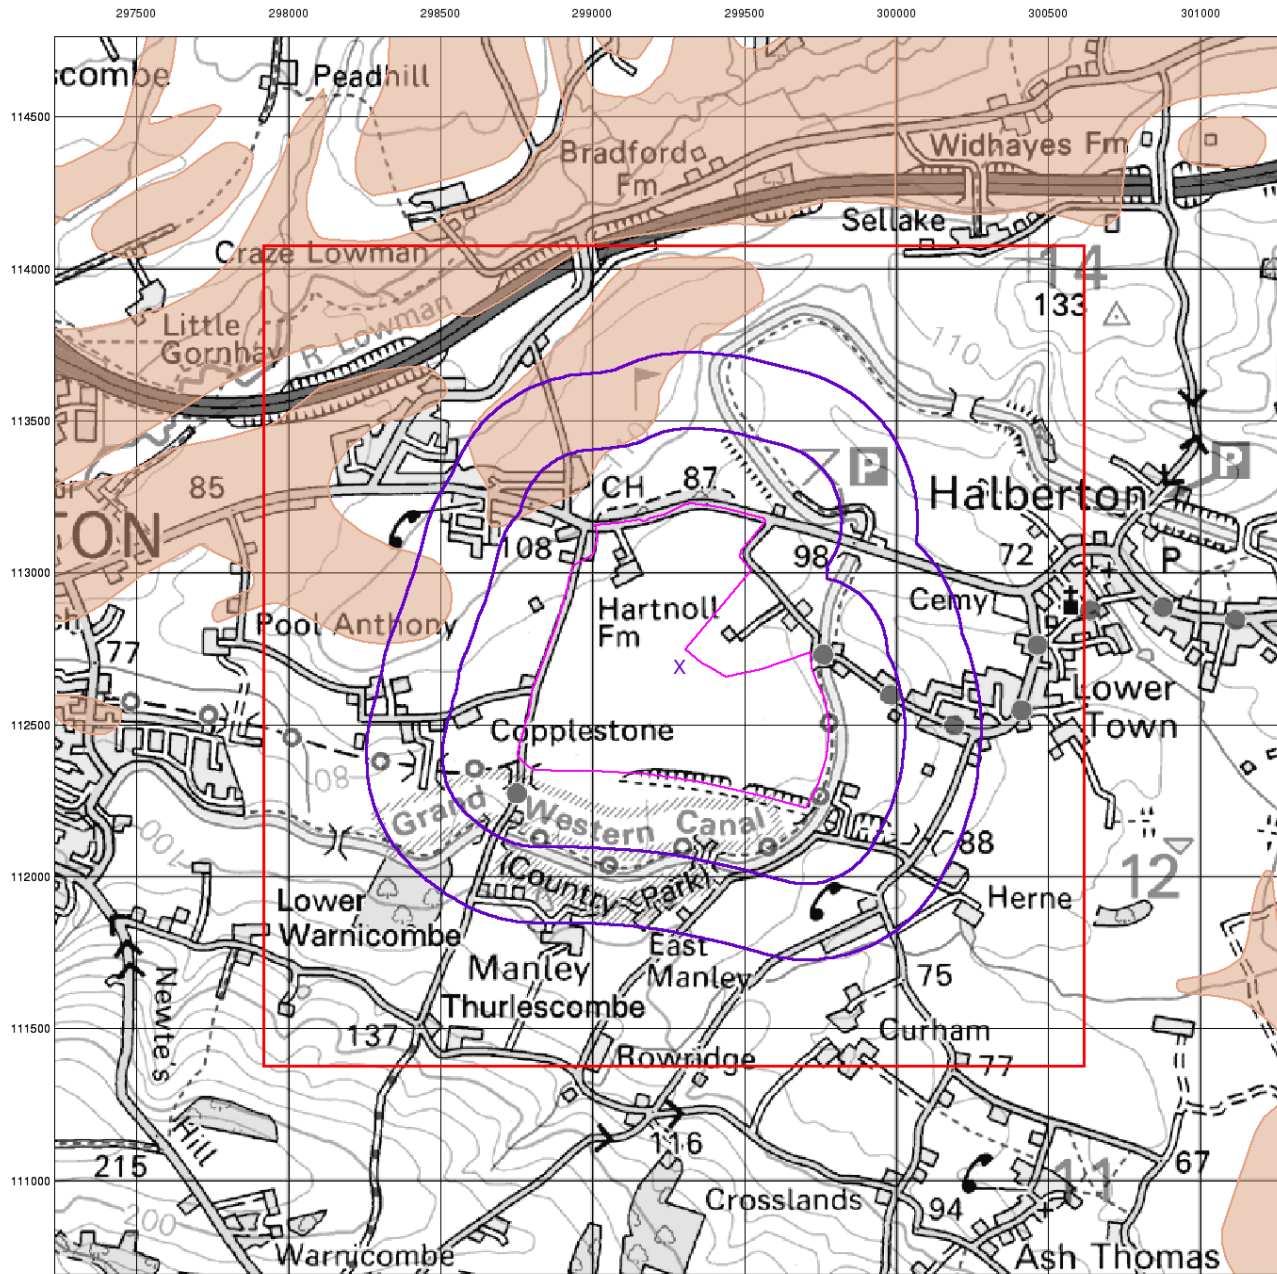 297500 298000 298500 299000 299500 300000 300500 301000
114500
114000
113500
113000
112500
112000
111500
111000
scombe
Peadhill
Bradford
Fm
Widhayes Fm
Sellake
Craze Lowman
14
133
Little
Gornhay
R Lowman
110
110
P
P
87
CH
85
Halberton
TON
108
98
72
P
Hartnoll
Fm
Cemy
Pool Anthony
77
X
Lower
Town
Copplestone
80
Grand Western Canal
100
(Country Park)
88
12
Herne
Lower
Warnicombe
East
Manley
Manley
Thurlescombe
75
Newte's
Hill
137
Curham
Rowridge
77
116
215
67
11
Crosslands
94
200
Warnicombe
Ash Thomas